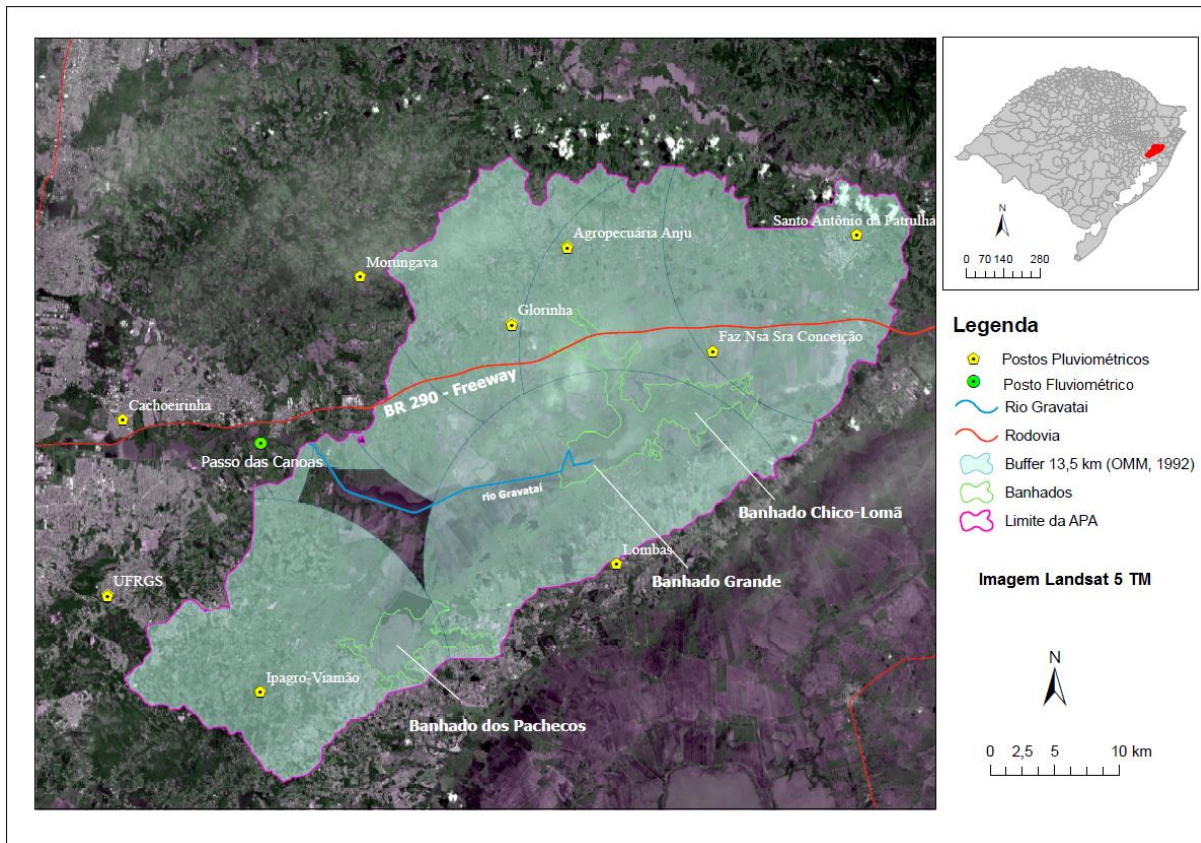 Santo Antônio da Patrulha
Agropecuária Anju
Morungava
Glorinha
Faz Nsa Sra Conceição
BR 290 - Freeway
Cachoeirinha
Passo das Canoas
rio Gravataí
Banhado Chico-Lomã
Lombas
Banhado Grande
UFRGS
Ipagro-Viamão
Banhado dos Pachecos
N
0 70 140 280
Legenda
Postos Pluviométricos
Posto Fluviométrico
Rio Gravataí
Rodovia
Buffer 13,5 km (OMM, 1992)
Banhados
Limite da APA
Imagem Landsat 5 TM
N
0 2,5 5 10 km